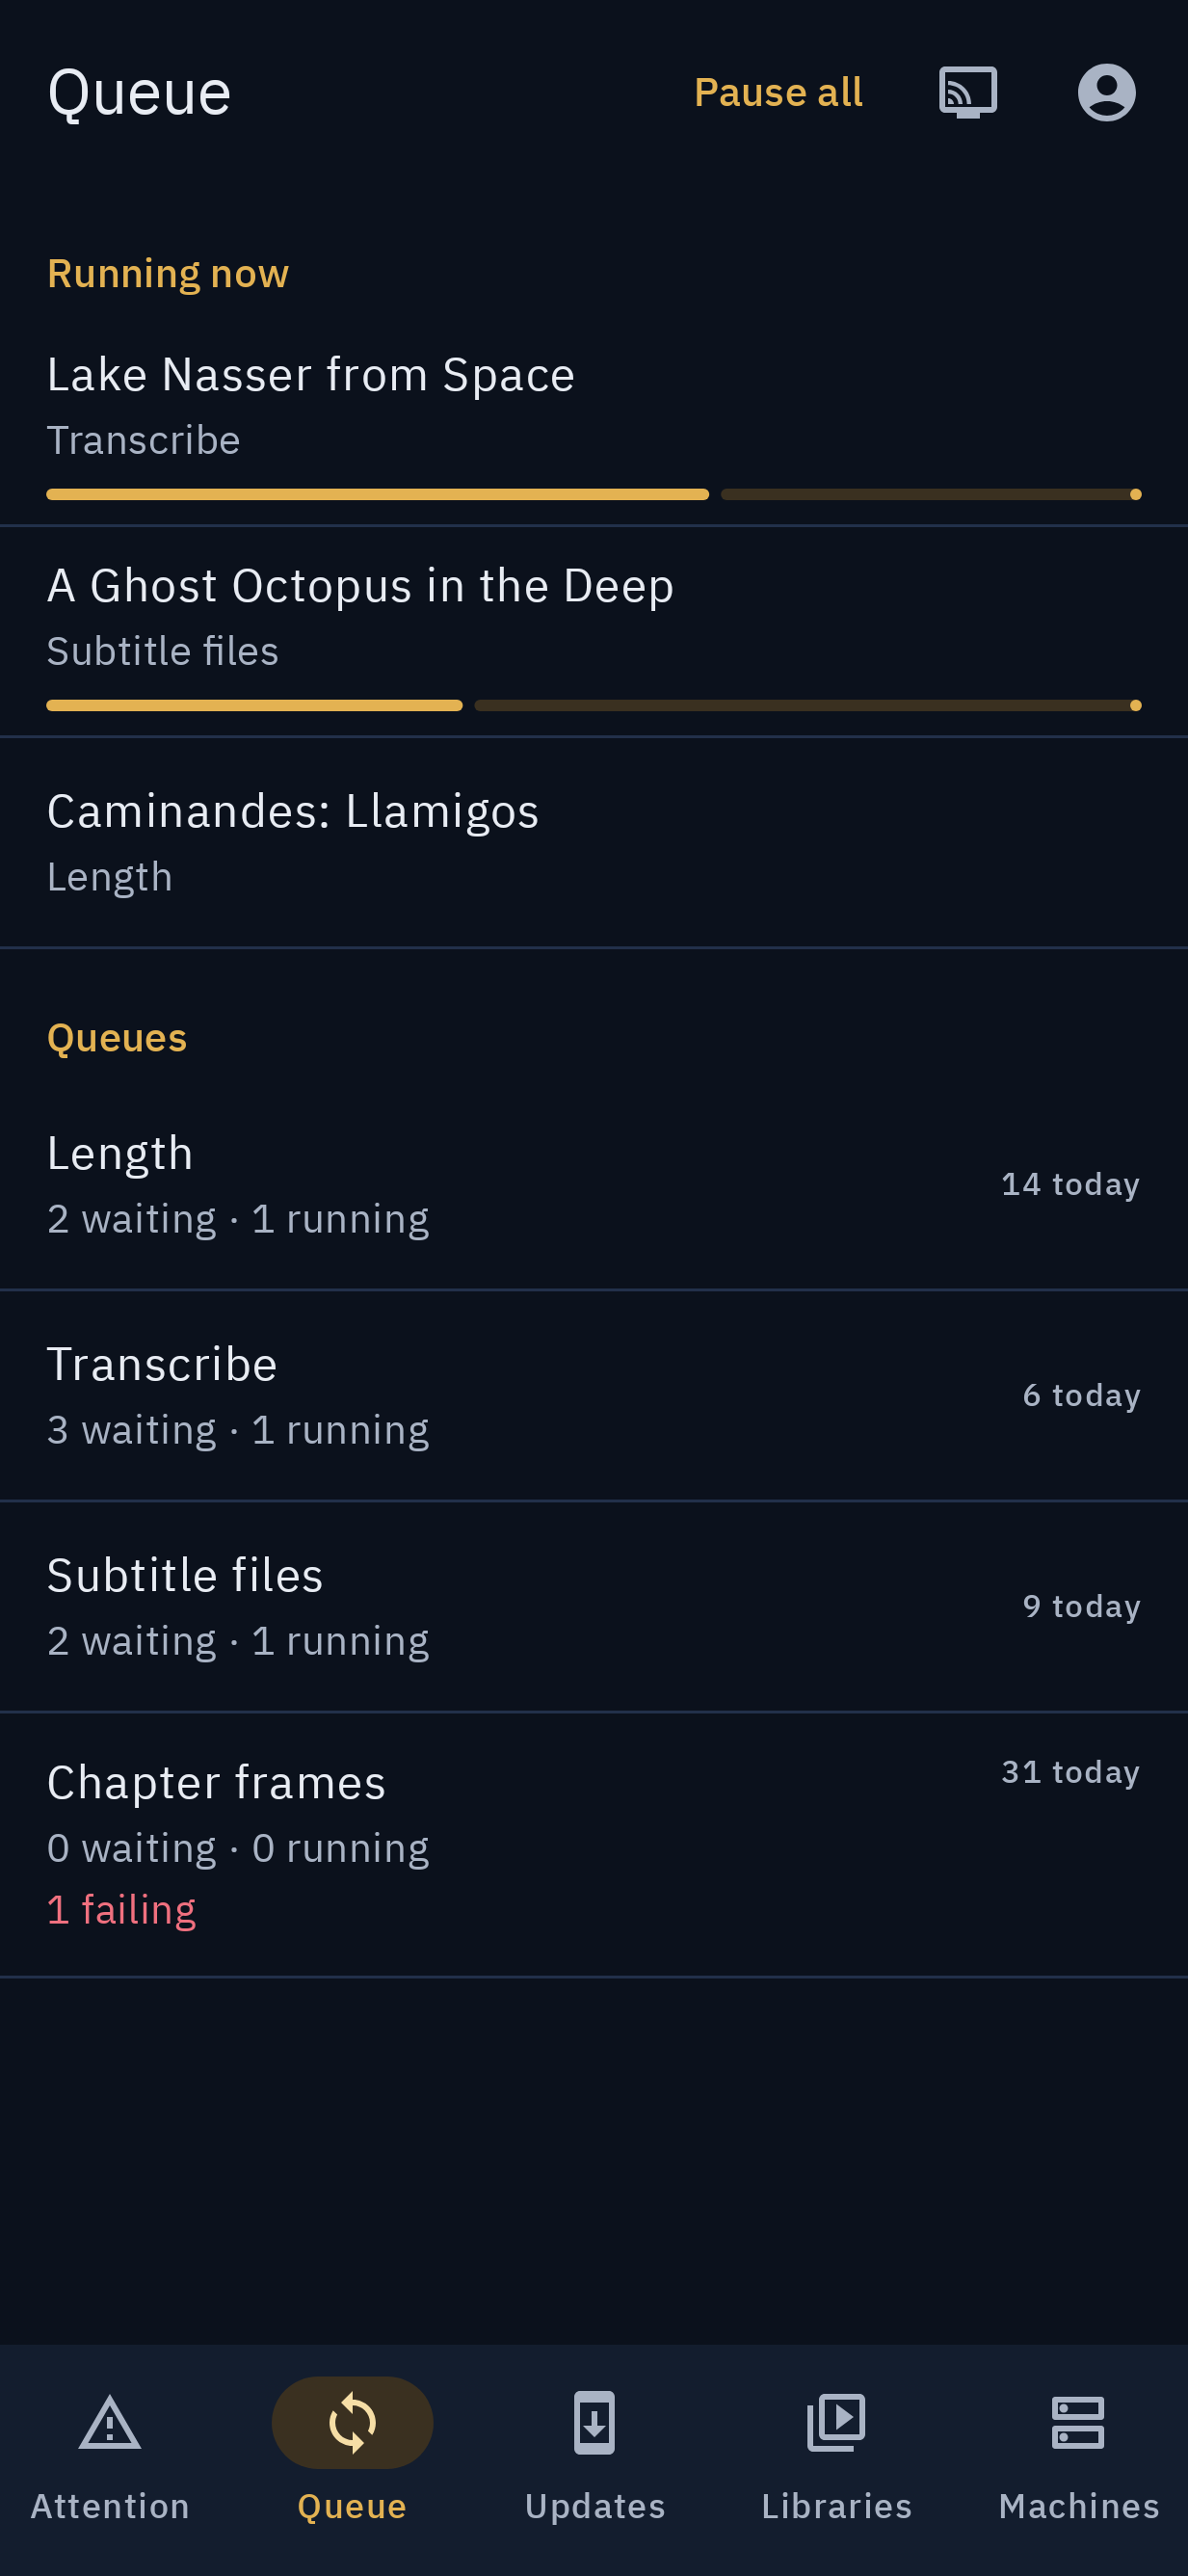 Queue
Pause all
Running now
Lake Nasser from Space
Transcribe
A Ghost Octopus in the Deep
Subtitle files
Caminandes: Llamigos
Length
Queues
Length
2 waiting · 1 running
14 today
Transcribe
3 waiting · 1 running
6 today
Subtitle files
2 waiting · 1 running
9 today
Chapter frames
31 today
0 waiting · 0 running
1 failing
Attention
Queue
Updates
Libraries
Machines